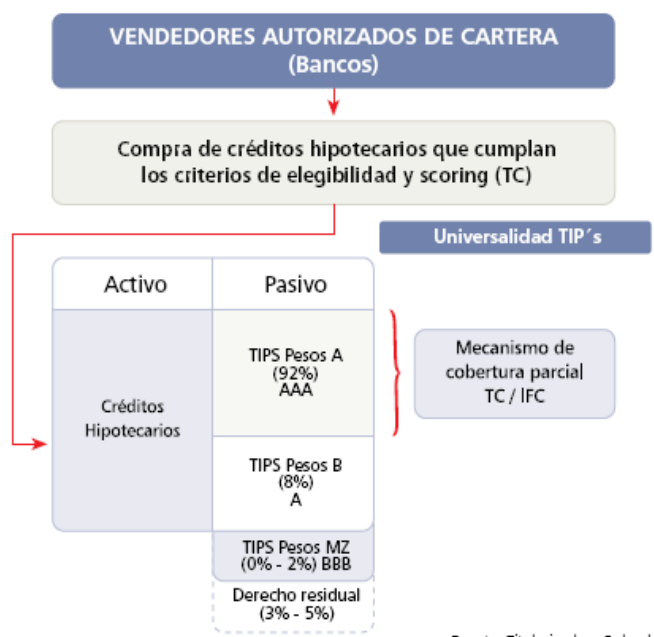 VENDEDORES AUTORIZADOS DE CARTERA
(Bancos)
Compra de créditos hipotecarios que cumplan
los criterios de elegibilidad y scoring (TC)
Universalidad TIP´s
Activo
Pasivo
Créditos
Hipotecarios
TIPS Pesos A
(92%)
AAA
Mecanismo de
cobertura parcial
TC / IFC
TIPS Pesos B
(8%)
A
TIPS Pesos MZ
(0% - 2%) BBB
Derecho residual
(3% - 5%)